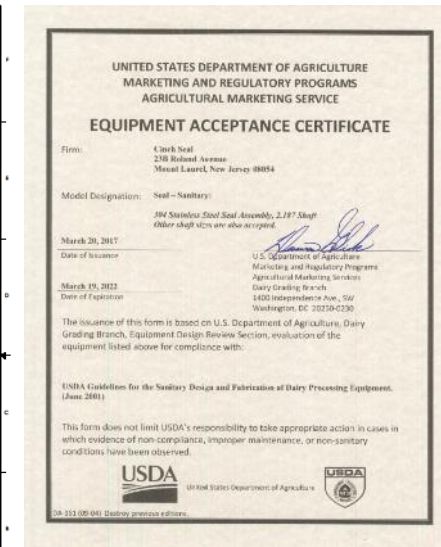 UNITED STATES DEPARTMENT OF AGRICULTURE
MARKETING AND REGULATORY PROGRAMS
AGRICULTURAL MARKETING SERVICE
EQUIPMENT ACCEPTANCE CERTIFICATE
Firm:
Cinch Seal
23B Roland Avenue
Mount Laurel, New Jersey 08054
Model Designation:
Seal – Sanitary:
304 Stainless Steel Seal Assembly, 2.187 Shaft
Other shaft sizes are also accepted.
March 20, 2017
Date of Issuance
March 19, 2022
Date of Expiration
U.S. Department of Agriculture
Marketing and Regulatory Programs
Agricultural Marketing Services
Dairy Grading Branch
1400 Independence Ave., SW
Washington, DC 20250-0230
The issuance of this form is based on U.S. Department of Agriculture, Dairy
Grading Branch, Equipment Design Review Section, evaluation of the
equipment listed above for compliance with:
USDA Guidelines for the Sanitary Design and Fabrication of Dairy Processing Equipment.
(June 2001)
This form does not limit USDA's responsibility to take appropriate action in cases in
which evidence of non-compliance, improper maintenance, or non-sanitary
conditions have been observed.
USDA
United States Department of Agriculture
USDA
DA-151 (09-04) Destroy previous editions.